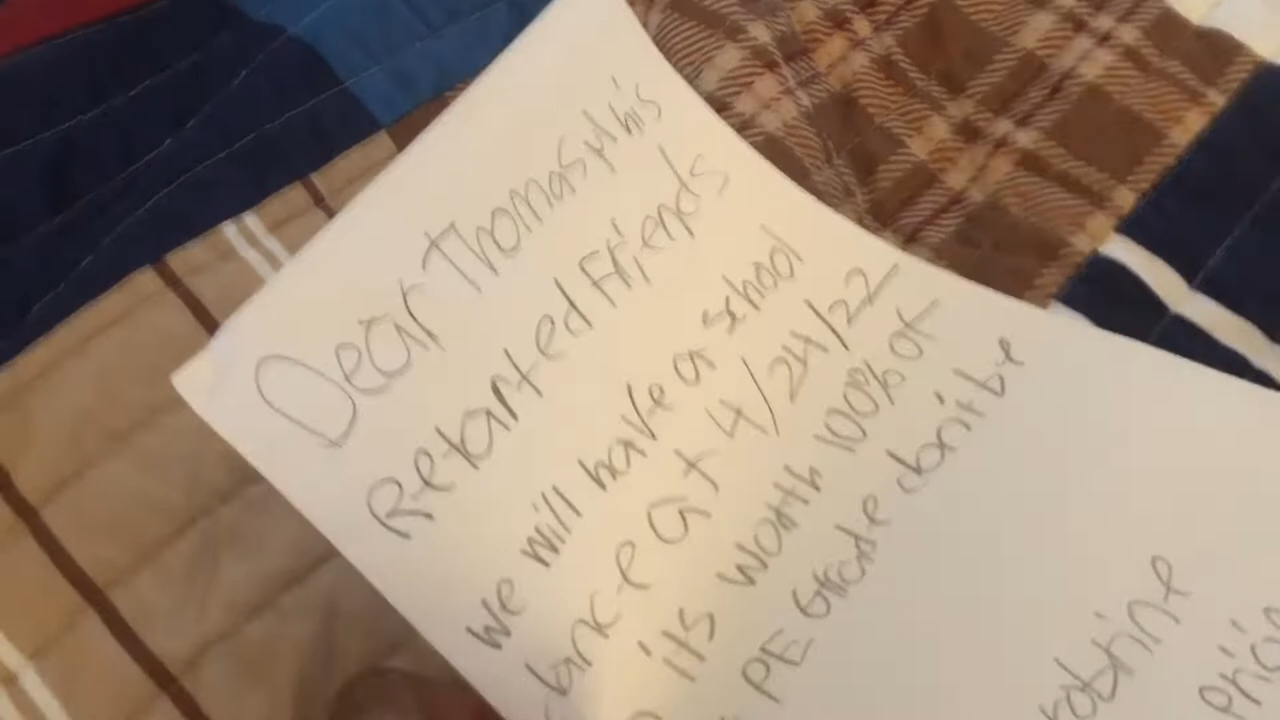 Dear Thomas, his
Retarted Friends
We will have a school
dance at 4/24/22
its worth 100% of
PE Grade don't be
robtine